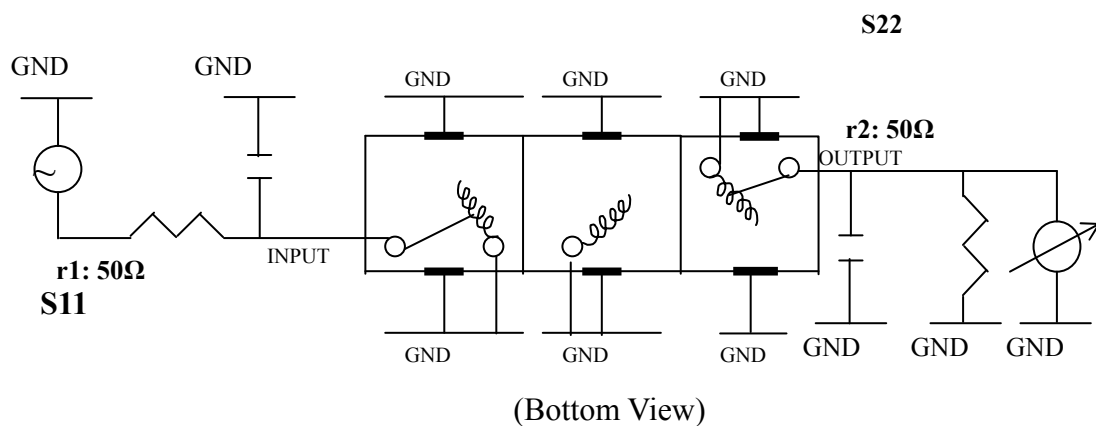 S22
GND
GND
GND
GND
GND
r2: 50Ω
OUTPUT
~
INPUT
r1: 50Ω
S11
GND
GND
GND
GND
GND
GND
(Bottom View)